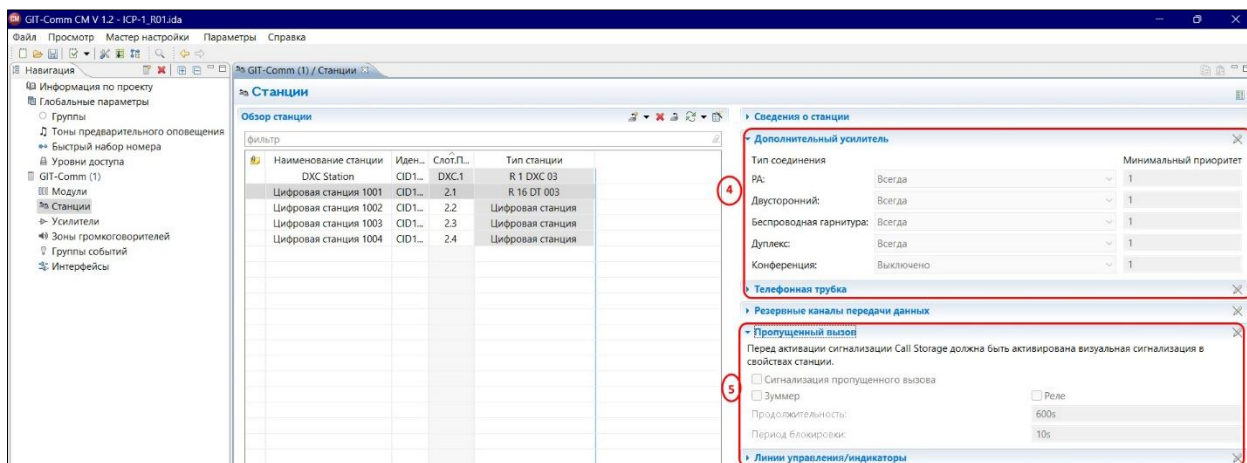 GIT-Comm CM V 1.2 - ICP-1_R01.ida
Файл Просмотр Мастер настройки Параметры Справка
Навигация
Информация по проекту
Глобальные параметры
Группы
Тоны предварительного оповещения
Быстрый набор номера
Уровни доступа
GIT-Comm (1)
Модули
Станции
Усилители
Зоны громкоговорителей
Группы событий
Интерфейсы
GIT-Comm (1) / Станции
Станции
Обзор станции
фильтр
Наименование станции Иден... Слот.П... Тип станции
DXC Station CID1... DXC.1 R 1 DXC 03
Цифровая станция 1001 CID1... 2.1 R 16 DT 003
Цифровая станция 1002 CID1... 2.2 Цифровая станция
Цифровая станция 1003 CID1... 2.3 Цифровая станция
Цифровая станция 1004 CID1... 2.4 Цифровая станция
Сведения о станции
4
Дополнительный усилитель
Тип соединения Минимальный приоритет
PA: Всегда 1
Двусторонний: Всегда 1
Беспроводная гарнитура: Всегда 1
Дуплекс: Всегда 1
Конференция: Выключено 1
Телефонная трубка
Резервные каналы передачи данных
5
Пропущенный вызов
Перед активации сигнализации Call Storage должна быть активирована визуальная сигнализация в
свойствах станции.
Сигнализация пропущенного вызова
Зуммер Реле
Продолжительность: 600s
Период блокировки: 10s
Линии управления/индикаторы